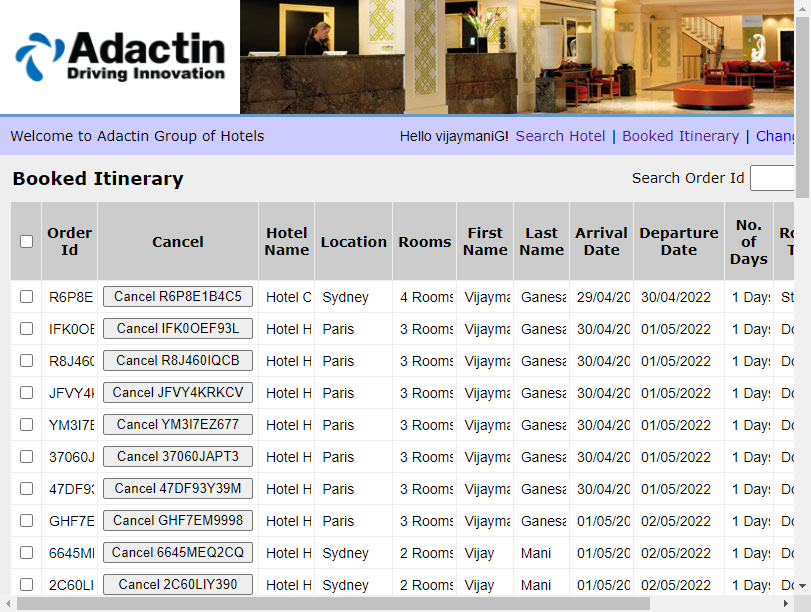 Adactin
Driving Innovation
Welcome to Adactin Group of Hotels Hello vijaymaniG! Search Hotel | Booked Itinerary | Chang
Booked Itinerary Search Order Id
Order Id Cancel Hotel Name Location Rooms First Name Last Name Arrival Date Departure Date No. of Days
R6P8E Cancel R6P8E1B4C5 Hotel Sydney 4 Rooms Vijayma Ganesa 29/04/20 30/04/2022 1 Days St
IFK0OE Cancel IFK0OEF93L Hotel H Paris 3 Rooms Vijayma Ganesa 30/04/20 01/05/2022 1 Days Do
R8J460 Cancel R8J460IQCB Hotel H Paris 3 Rooms Vijayma Ganesa 30/04/20 01/05/2022 1 Days Do
JFVY4 Cancel JFVY4KRKCV Hotel H Paris 3 Rooms Vijayma Ganesa 30/04/20 01/05/2022 1 Days Do
YM3I7E Cancel YM3I7EZ677 Hotel H Paris 3 Rooms Vijayma Ganesa 30/04/20 01/05/2022 1 Days Do
37060J Cancel 37060JAPT3 Hotel H Paris 3 Rooms Vijayma Ganesa 30/04/20 01/05/2022 1 Days Do
47DF93 Cancel 47DF93Y39M Hotel H Paris 3 Rooms Vijayma Ganesa 30/04/20 01/05/2022 1 Days Do
GHF7E Cancel GHF7EM9998 Hotel H Paris 3 Rooms Vijayma Ganesa 01/05/20 02/05/2022 1 Days Do
6645M Cancel 6645MEQ2CQ Hotel H Sydney 2 Rooms Vijay Mani 01/05/20 02/05/2022 1 Days Do
2C60LI Cancel 2C60LIY390 Hotel H Sydney 2 Rooms Vijay Mani 01/05/20 02/05/2022 1 Days Do